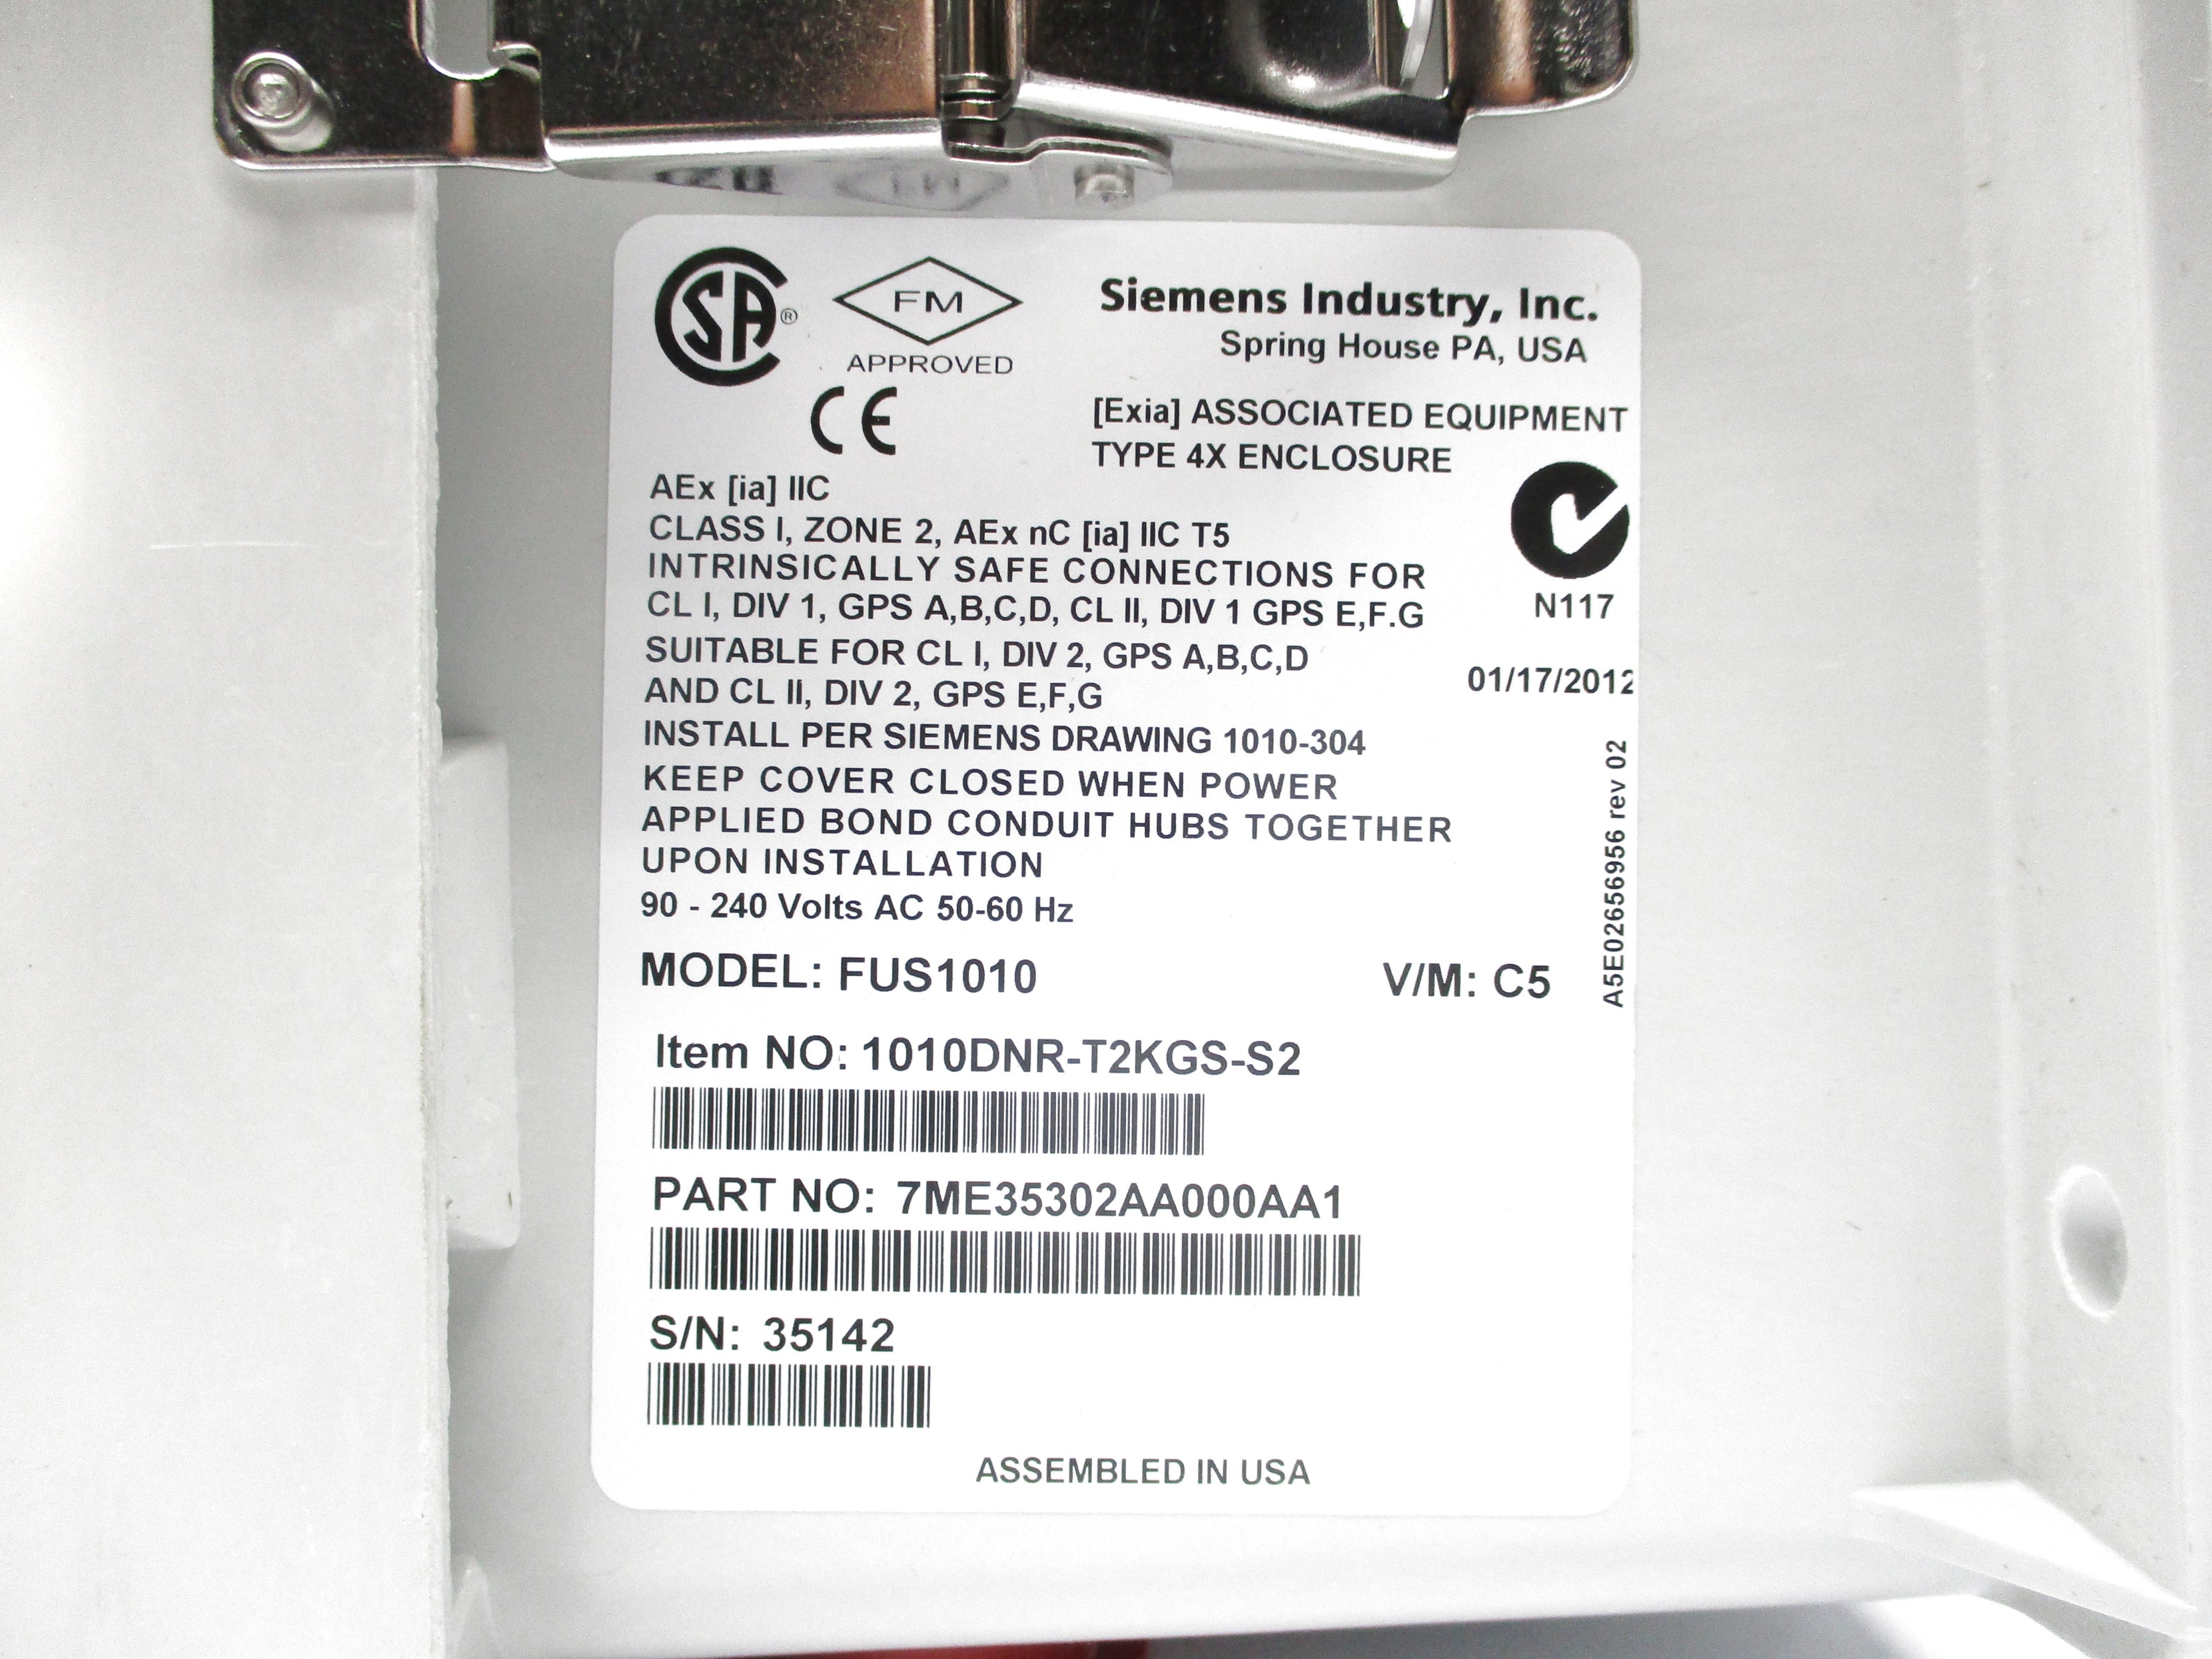 SA ®
FM
APPROVED
CE
Siemens Industry, Inc.
Spring House PA, USA
[Exia] ASSOCIATED EQUIPMENT
TYPE 4X ENCLOSURE
AEx [ia] IIC
CLASS I, ZONE 2, AEx nC [ia] IIC T5
INTRINSICALLY SAFE CONNECTIONS FOR
CL I, DIV 1, GPS A,B,C,D, CL II, DIV 1 GPS E,F.G
N117
SUITABLE FOR CL I, DIV 2, GPS A,B,C,D
AND CL II, DIV 2, GPS E,F,G
01/17/2012
INSTALL PER SIEMENS DRAWING 1010-304
KEEP COVER CLOSED WHEN POWER
APPLIED BOND CONDUIT HUBS TOGETHER
UPON INSTALLATION
90 - 240 Volts AC 50-60 Hz
A5E02656956 rev 02
MODEL: FUS1010 V/M: C5
Item NO: 1010DNR-T2KGS-S2
PART NO: 7ME35302AA000AA1
S/N: 35142
ASSEMBLED IN USA